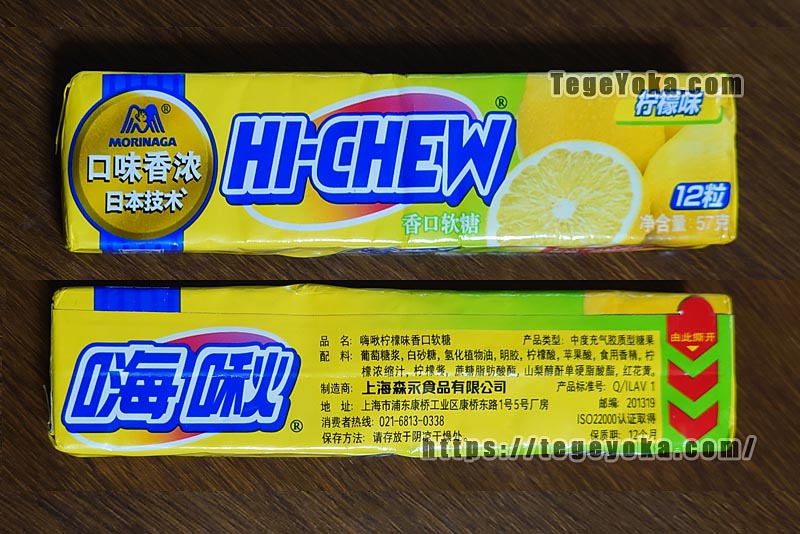 TegeYoka.com
MORINAGA®
口味香浓
日本技术
HI-CHEW®
香口软糖
柠檬味
12粒
净含量: 57克
嗨啾®
品 名: 嗨啾柠檬味香口软糖 产品类型: 中度充气胶质型糖果
配 料: 葡萄糖浆, 白砂糖, 氢化植物油, 明胶, 柠檬酸, 苹果酸, 食用香精, 柠
檬浓缩汁, 柠檬酱, 蔗糖脂肪酸酯, 山梨醇酐单硬脂酸酯, 红花黄。
制造商: 上海森永食品有限公司 产品标准号: Q/ILAV 1
地 址: 上海市浦东康桥工业区康桥东路1号5号厂房 邮编: 201319
消费者热线: 021-6813-0338 ISO22000认证取得
保存方法: 请存放于阴凉干燥处 保质期: 12个月
由此撕开
https://tegeyoka.com/